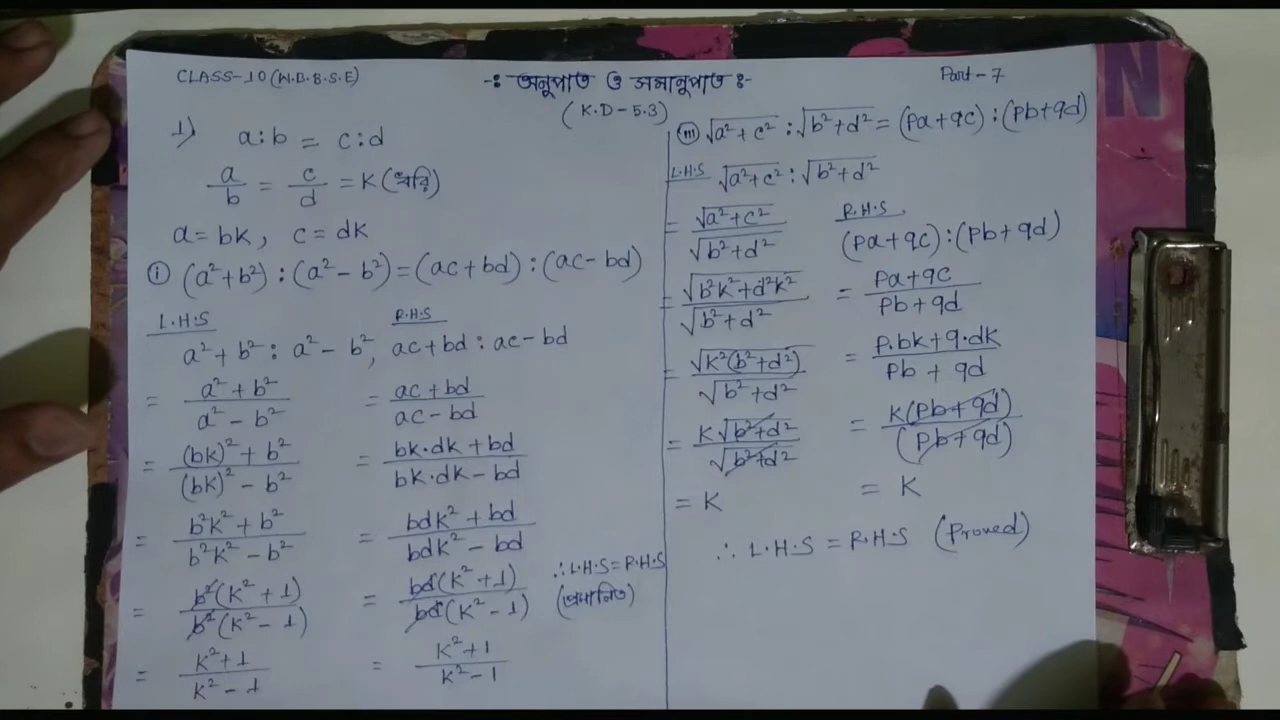 CLASS-10 (W.B.B.S.E)
-: অনুপাত ও সমানুপাত :-
Part-7
(K.D-5.3)
1) a:b = c:d
a/b = c/d = K (ধরি)
a = bk, c = dk
(i) (a²+b²) : (a²-b²) = (ac+bd) : (ac-bd)
L.H.S
a²+b² : a²-b²,
= (a²+b²)/(a²-b²)
= ((bk)²+b²)/((bk)²-b²)
= (b²k²+b²)/(b²k²-b²)
= b²(k²+1)/b²(k²-1)
= (k²+1)/(k²-1)
R.H.S
ac+bd : ac-bd
= (ac+bd)/(ac-bd)
= (bk·dk+bd)/(bk·dk-bd)
= (bdk²+bd)/(bdk²-bd)
= bd(k²+1)/bd(k²-1)
= (k²+1)/(k²-1)
∴ L.H.S = R.H.S
(প্রমানিত)
(iii) √(a²+c²) : √(b²+d²) = (pa+qc) : (pb+qd)
L.H.S √(a²+c²) : √(b²+d²)
= √(a²+c²)/√(b²+d²)
= √(b²k²+d²k²)/√(b²+d²)
= √(k²(b²+d²))/√(b²+d²)
= k√(b²+d²)/√(b²+d²)
= K
R.H.S
(pa+qc) : (pb+qd)
= (pa+qc)/(pb+qd)
= (p.bk+q.dk)/(pb+qd)
= k(pb+qd)/(pb+qd)
= K
∴ L.H.S = R.H.S (Proved)